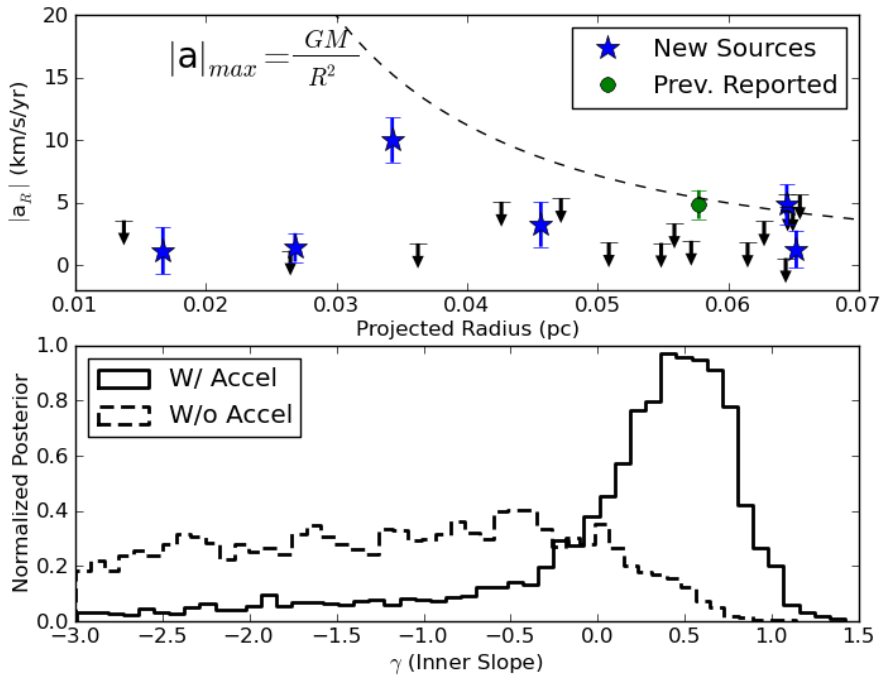 20
15
10
5
0
|a_R| (km/s/yr)
|a|_max = GM/R^2
New Sources
Prev. Reported
0.01 0.02 0.03 0.04 0.05 0.06 0.07
Projected Radius (pc)
1.0
0.8
0.6
0.4
0.2
0.0
Normalized Posterior
W/ Accel
W/o Accel
−3.0 −2.5 −2.0 −1.5 −1.0 −0.5 0.0 0.5 1.0 1.5
γ (Inner Slope)